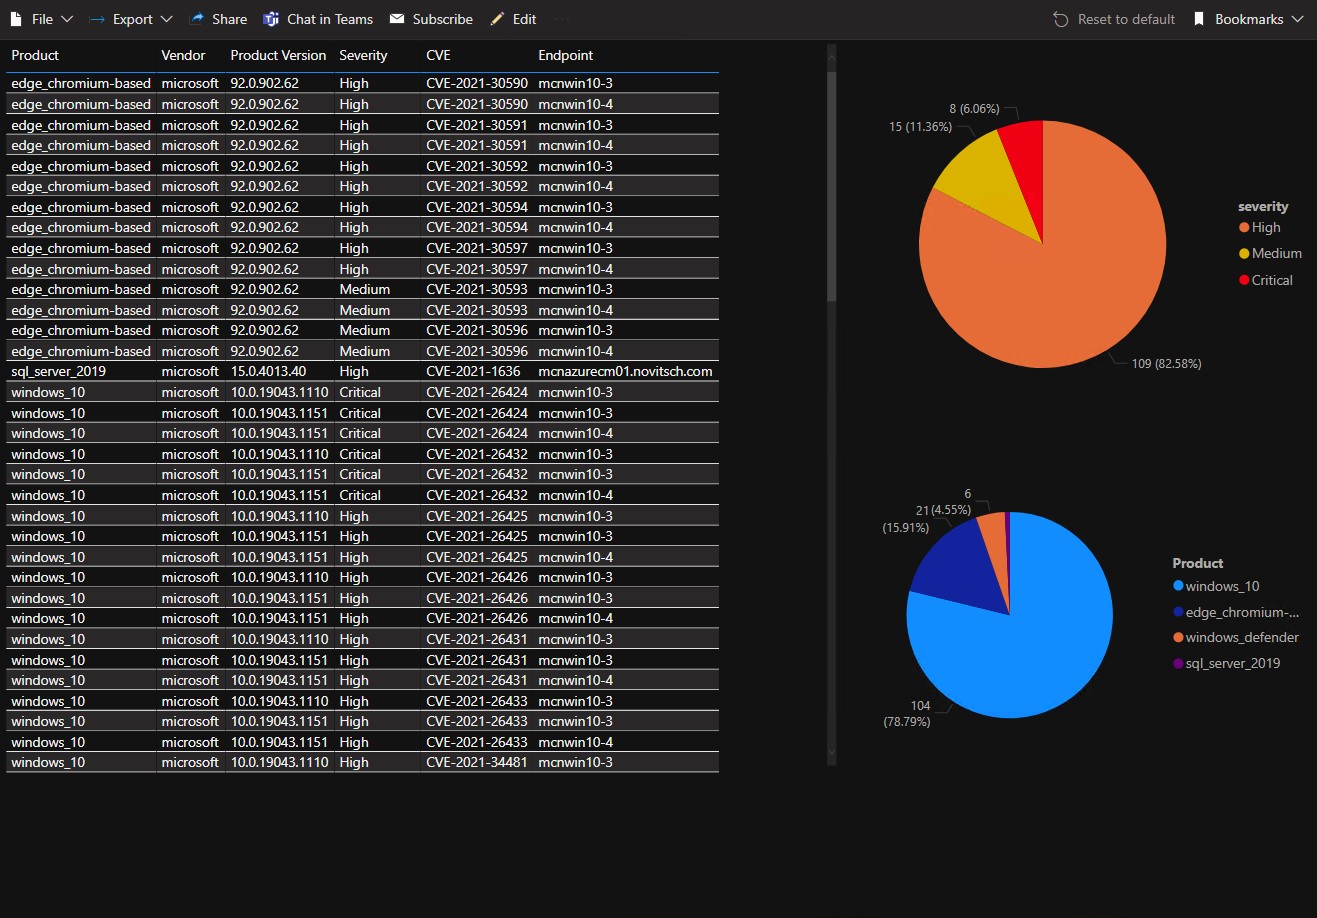 File Export Share Chat in Teams Subscribe Edit Reset to default Bookmarks
Product Vendor Product Version Severity CVE Endpoint
edge_chromium-based microsoft 92.0.902.62 High CVE-2021-30590 mcnwin10-3
edge_chromium-based microsoft 92.0.902.62 High CVE-2021-30590 mcnwin10-4
edge_chromium-based microsoft 92.0.902.62 High CVE-2021-30591 mcnwin10-3
edge_chromium-based microsoft 92.0.902.62 High CVE-2021-30591 mcnwin10-4
edge_chromium-based microsoft 92.0.902.62 High CVE-2021-30592 mcnwin10-3
edge_chromium-based microsoft 92.0.902.62 High CVE-2021-30592 mcnwin10-4
edge_chromium-based microsoft 92.0.902.62 High CVE-2021-30594 mcnwin10-3
edge_chromium-based microsoft 92.0.902.62 High CVE-2021-30594 mcnwin10-4
edge_chromium-based microsoft 92.0.902.62 High CVE-2021-30597 mcnwin10-3
edge_chromium-based microsoft 92.0.902.62 High CVE-2021-30597 mcnwin10-4
edge_chromium-based microsoft 92.0.902.62 Medium CVE-2021-30593 mcnwin10-3
edge_chromium-based microsoft 92.0.902.62 Medium CVE-2021-30593 mcnwin10-4
edge_chromium-based microsoft 92.0.902.62 Medium CVE-2021-30596 mcnwin10-3
edge_chromium-based microsoft 92.0.902.62 Medium CVE-2021-30596 mcnwin10-4
sql_server_2019 microsoft 15.0.4013.40 High CVE-2021-1636 mcnazurecm01.novitsch.com
windows_10 microsoft 10.0.19043.1110 Critical CVE-2021-26424 mcnwin10-3
windows_10 microsoft 10.0.19043.1151 Critical CVE-2021-26424 mcnwin10-3
windows_10 microsoft 10.0.19043.1151 Critical CVE-2021-26424 mcnwin10-4
windows_10 microsoft 10.0.19043.1110 Critical CVE-2021-26432 mcnwin10-3
windows_10 microsoft 10.0.19043.1151 Critical CVE-2021-26432 mcnwin10-3
windows_10 microsoft 10.0.19043.1151 Critical CVE-2021-26432 mcnwin10-4
windows_10 microsoft 10.0.19043.1110 High CVE-2021-26425 mcnwin10-3
windows_10 microsoft 10.0.19043.1151 High CVE-2021-26425 mcnwin10-3
windows_10 microsoft 10.0.19043.1151 High CVE-2021-26425 mcnwin10-4
windows_10 microsoft 10.0.19043.1110 High CVE-2021-26426 mcnwin10-3
windows_10 microsoft 10.0.19043.1151 High CVE-2021-26426 mcnwin10-3
windows_10 microsoft 10.0.19043.1151 High CVE-2021-26426 mcnwin10-4
windows_10 microsoft 10.0.19043.1110 High CVE-2021-26431 mcnwin10-3
windows_10 microsoft 10.0.19043.1151 High CVE-2021-26431 mcnwin10-3
windows_10 microsoft 10.0.19043.1151 High CVE-2021-26431 mcnwin10-4
windows_10 microsoft 10.0.19043.1110 High CVE-2021-26433 mcnwin10-3
windows_10 microsoft 10.0.19043.1151 High CVE-2021-26433 mcnwin10-3
windows_10 microsoft 10.0.19043.1151 High CVE-2021-26433 mcnwin10-4
windows_10 microsoft 10.0.19043.1110 High CVE-2021-34481 mcnwin10-3
8 (6.06%)
15 (11.36%)
109 (82.58%)
severity
High
Medium
Critical
6
(4.55%)
21
(15.91%)
104
(78.79%)
Product
windows_10
edge_chromium-...
windows_defender
sql_server_2019